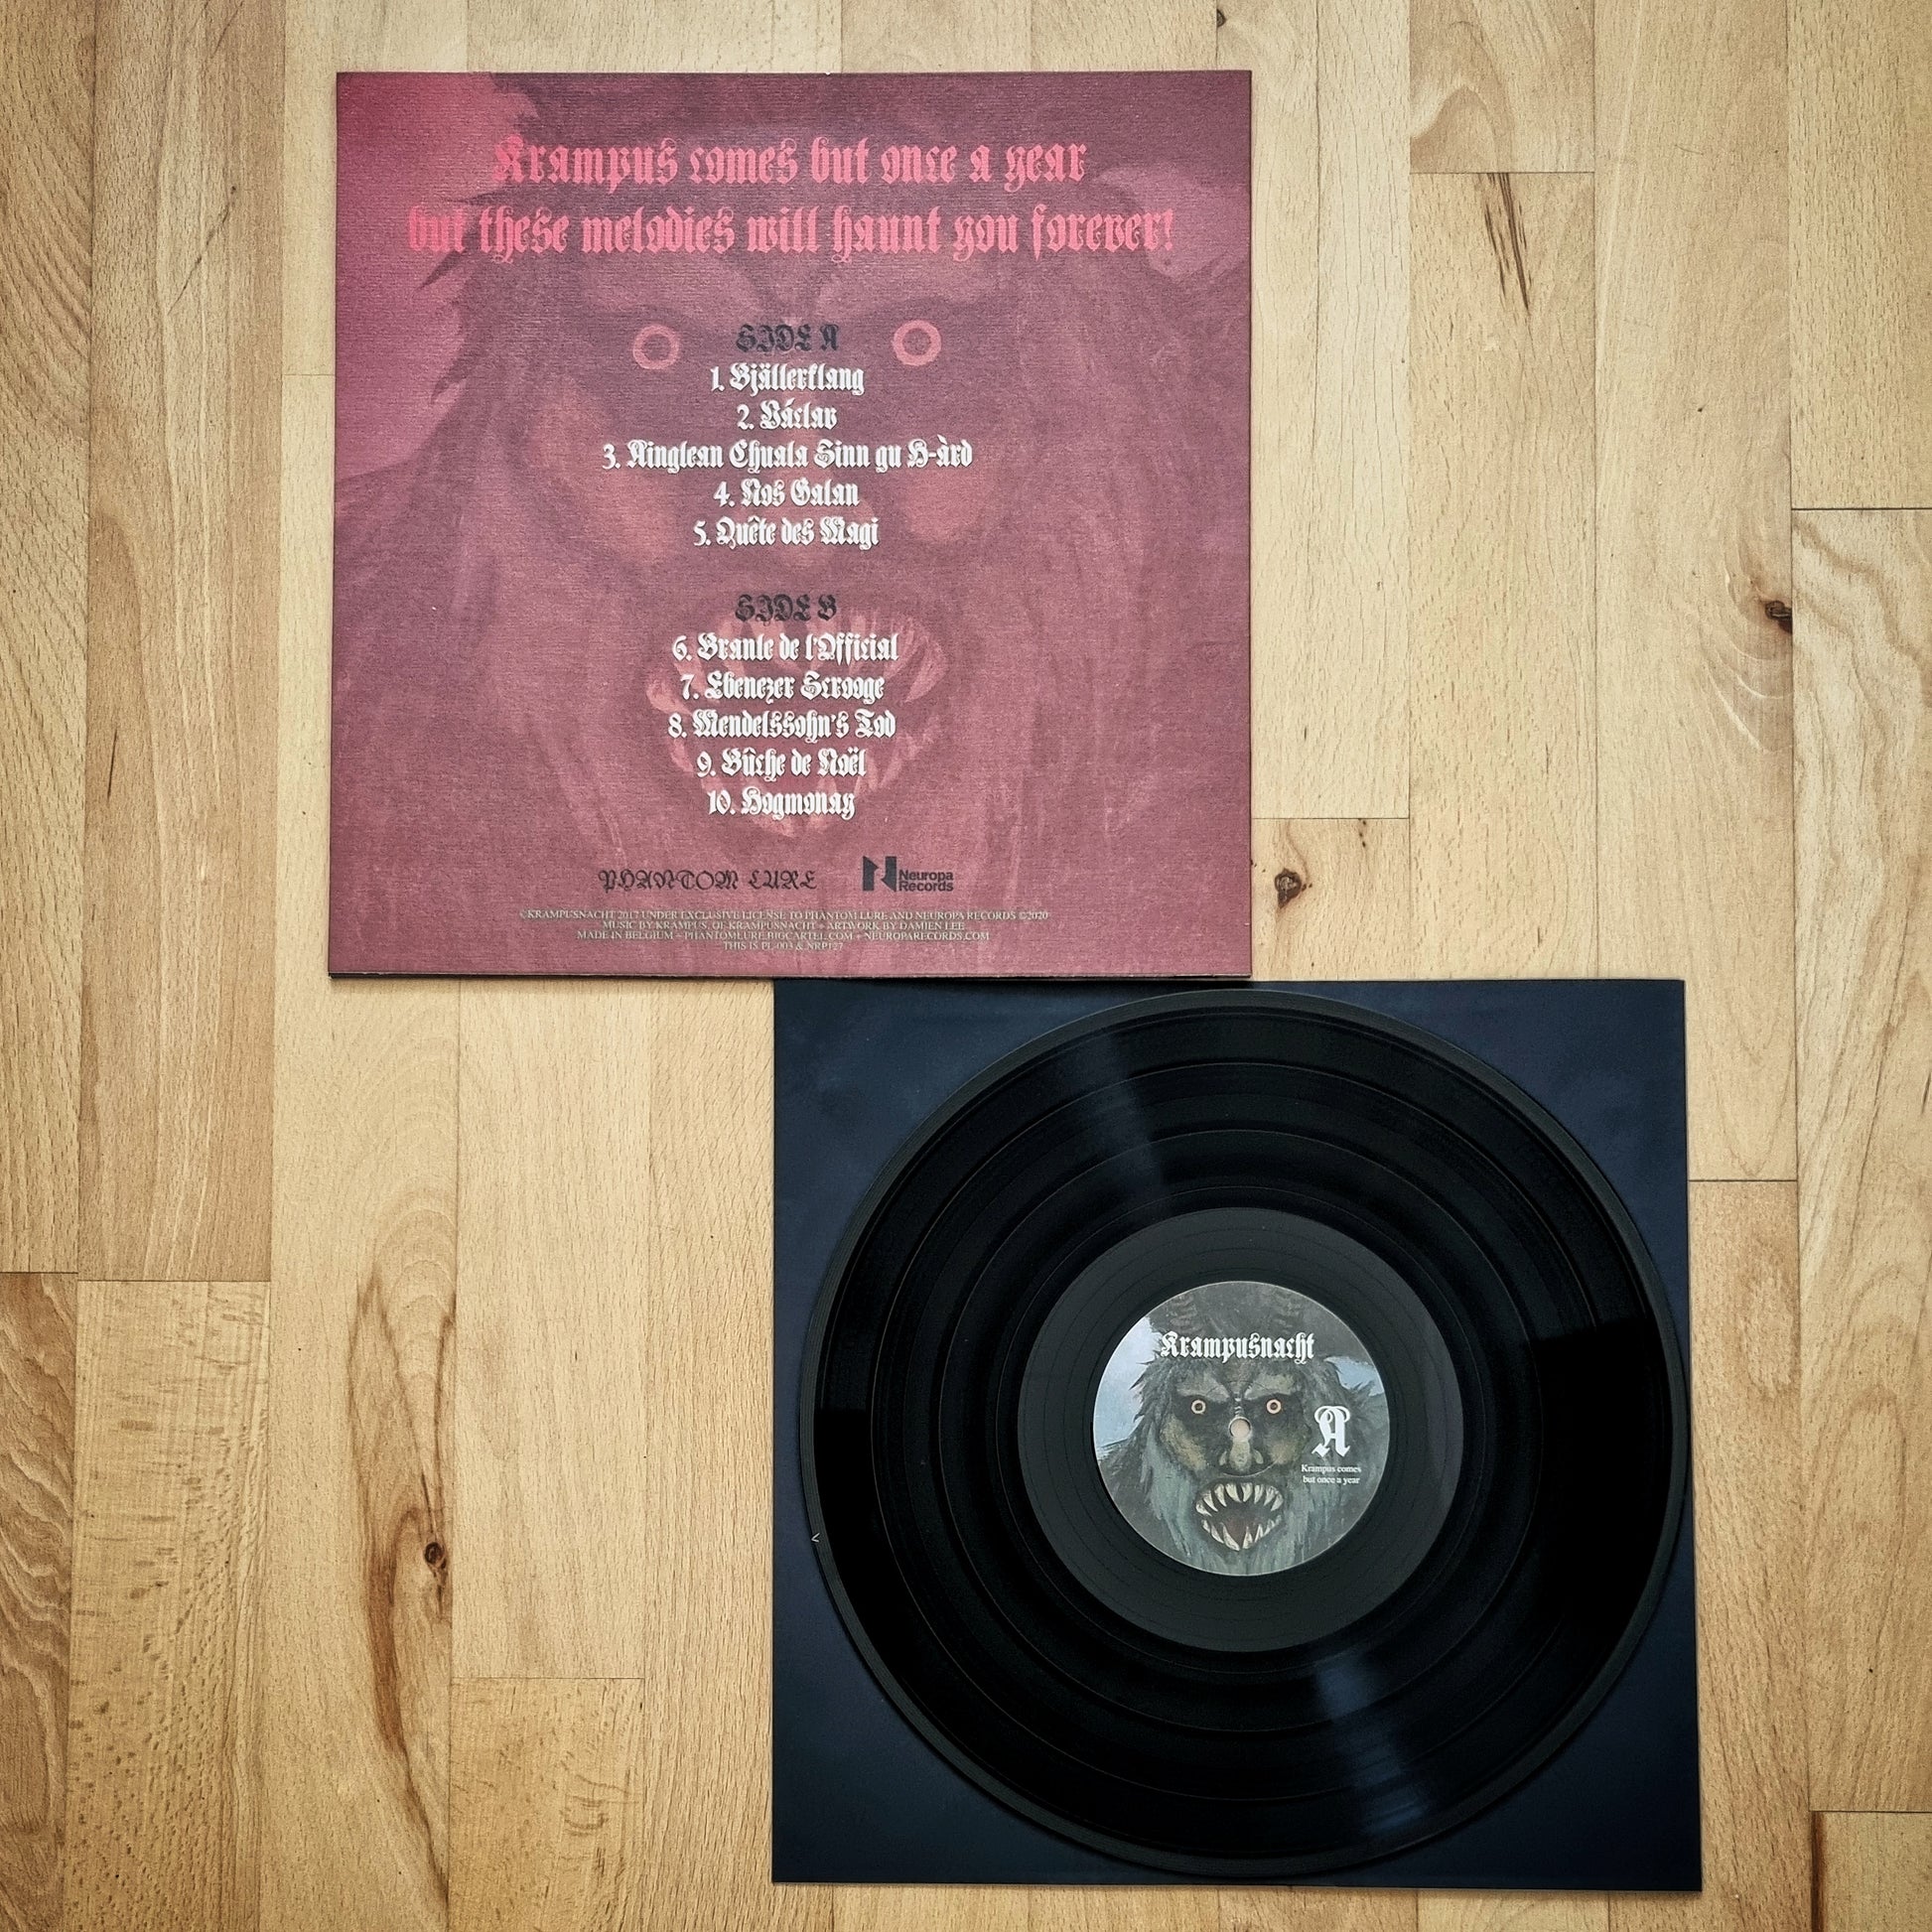 Krampus comes but once a year
but these melodies will haunt you forever!
SIDE A
1. Bjällerklang
2. Václav
3. Ainglean Chuala Sinn gu H-àrd
4. Nos Galan
5. Quête des Magi
SIDE B
6. Branle de l'Official
7. Ebenezer Scrooge
8. Mendelssohn's Tod
9. Bûche de Noël
10. Hogmonay
PHANTOM LURE
Neuropa
Records
©KRAMPUSNACHT 2017 UNDER EXCLUSIVE LICENSE TO PHANTOM LURE AND NEUROPA RECORDS ©2020
MUSIC BY KRAMPUS, OF KRAMPUSNACHT + ARTWORK BY DAMIEN LEE
MADE IN BELGIUM + PHANTOMLURE.BIGCARTEL.COM + NEUROPARECORDS.COM
THIS IS PL-003 & NRP127
Krampusnacht
A
Krampus comes
but once a year